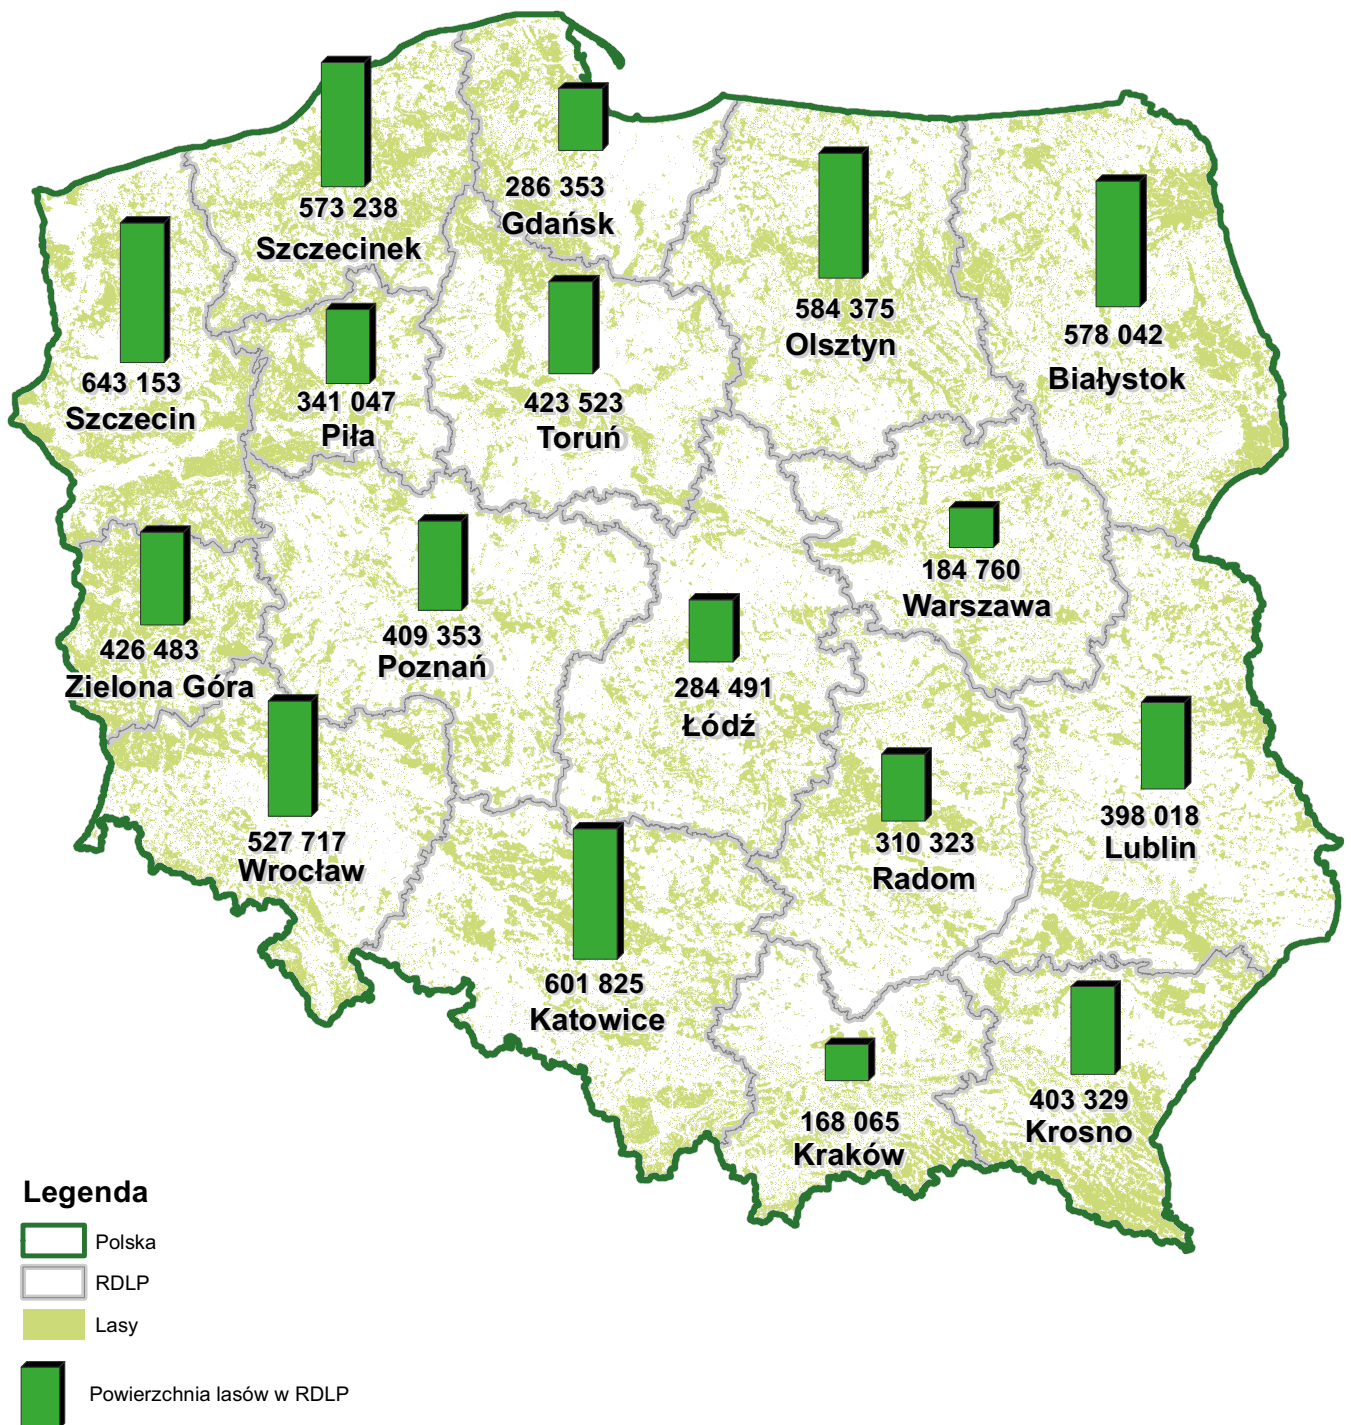 573 238
Szczecinek
286 353
Gdańsk
584 375
Olsztyn
578 042
Białystok
643 153
Szczecin
341 047
Piła
423 523
Toruń
184 760
Warszawa
426 483
Zielona Góra
409 353
Poznań
284 491
Łódź
398 018
Lublin
527 717
Wrocław
310 323
Radom
601 825
Katowice
168 065
Kraków
403 329
Krosno
Legenda
Polska
RDLP
Lasy
Powierzchnia lasów w RDLP